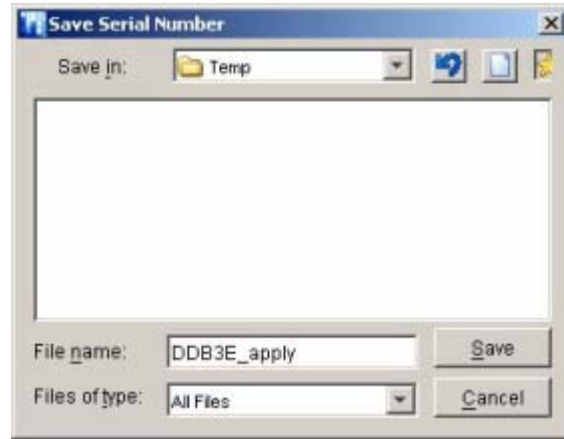 Save Serial Number
Save in: Temp
File name: DDB3E_apply Save
Files of type: All Files Cancel